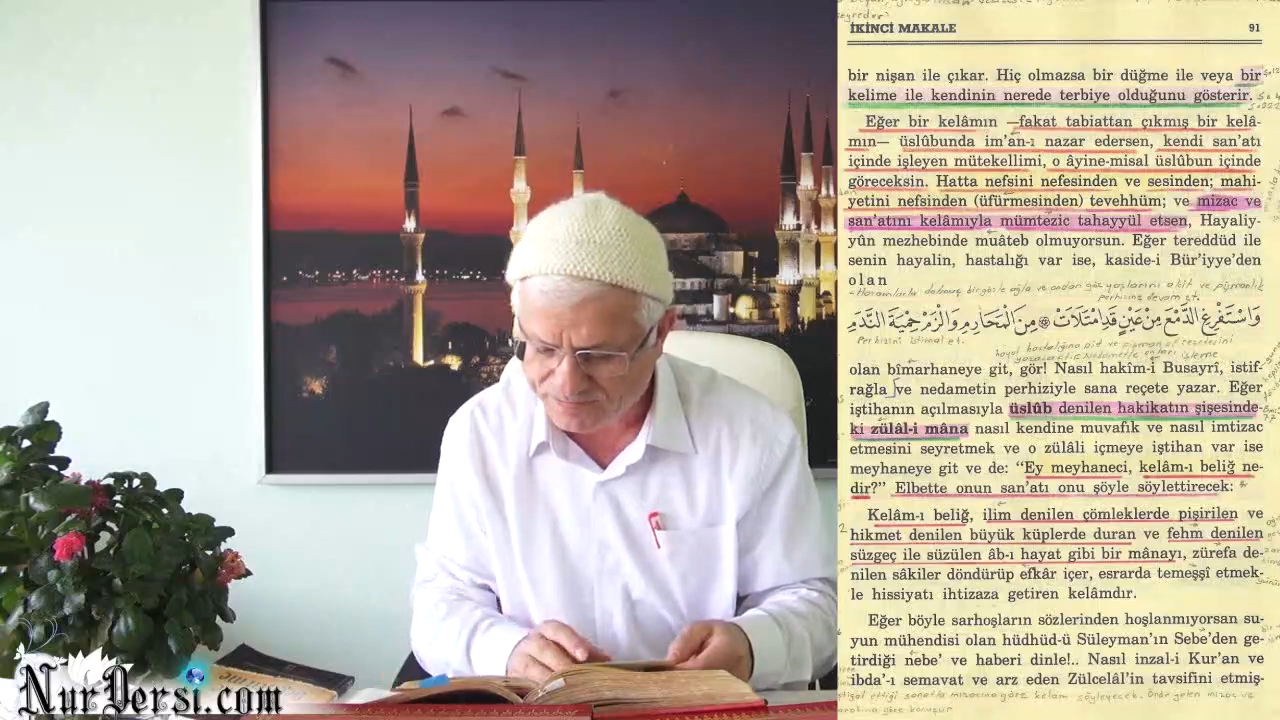 İKİNCİ MAKALE 91
bir nişan ile çıkar. Hiç olmazsa bir düğme ile veya bir
kelime ile kendinin nerede terbiye olduğunu gösterir.
Eğer bir kelâmın —fakat tabiattan çıkmış bir kelâ-
mın— üslûbunda im'ân-ı nazar edersen, kendi san'atı
içinde işleyen mütekellimi, o âyine-misal üslûbun içinde
göreceksin. Hatta nefsini nefesinden ve sesinden; mahi-
yetini nefsinden (üfürmesinden) tevehhüm; ve mizac ve
san'atını kelâmıyla mümtezic tahayyül etsen, Hayaliy-
yûn mezhebinde muâteb olmuyorsun. Eğer tereddüd ile
senin hayalin, hastalığı var ise, kaside-i Bür'iyye'den
olan
وَاسْتَفْرِغِ الدَّمْعَ مِنْ عَيْنٍ قَدِامْتَلَاَتْ ۞ مِنَ الْمَحَارِمِ وَالْزَمْ حِمْيَةَ النَّدَمِ
Perhizini istimal et.
olan bîmarhaneye git, gör! Nasıl hakîm-i Busayrî, istif-
rağla ve nedametin perhiziyle sana reçete yazar. Eğer
iştihanın açılmasıyla üslûb denilen hakikatın şişesinde-
ki zülâl-i mâna nasıl kendine muvafık ve nasıl imtizac
etmesini seyretmek ve o zülâli içmeye iştihan var ise
meyhaneye git ve de: “Ey meyhaneci, kelâm-ı beliğ ne-
dir?” Elbette onun san'atı onu şöyle söylettirecek:
Kelâm-ı beliğ, ilim denilen çömleklerde pişirilen ve
hikmet denilen büyük küplerde duran ve fehm denilen
süzgeç ile süzülen âb-ı hayat gibi bir mânayı, zürefa de-
nilen sâkiler döndürüp efkâr içer, esrarda temeşşî etmek-
le hissiyatı ihtizaza getiren kelâmdır.
Eğer böyle sarhoşların sözlerinden hoşlanmıyorsan su-
yun mühendisi olan hüdhüd-ü Süleyman'ın Sebe'den ge-
tirdiği nebe' ve haberi dinle!.. Nasıl inzal-i Kur'an ve
ibda'-ı semavat ve arz eden Zülcelâl'in tavsifini etmiş-
NurDersi.com